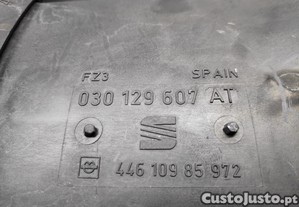 FZ3 SPAIN
030 129 607 AT
446 109 85 972
CustoJusto.pt